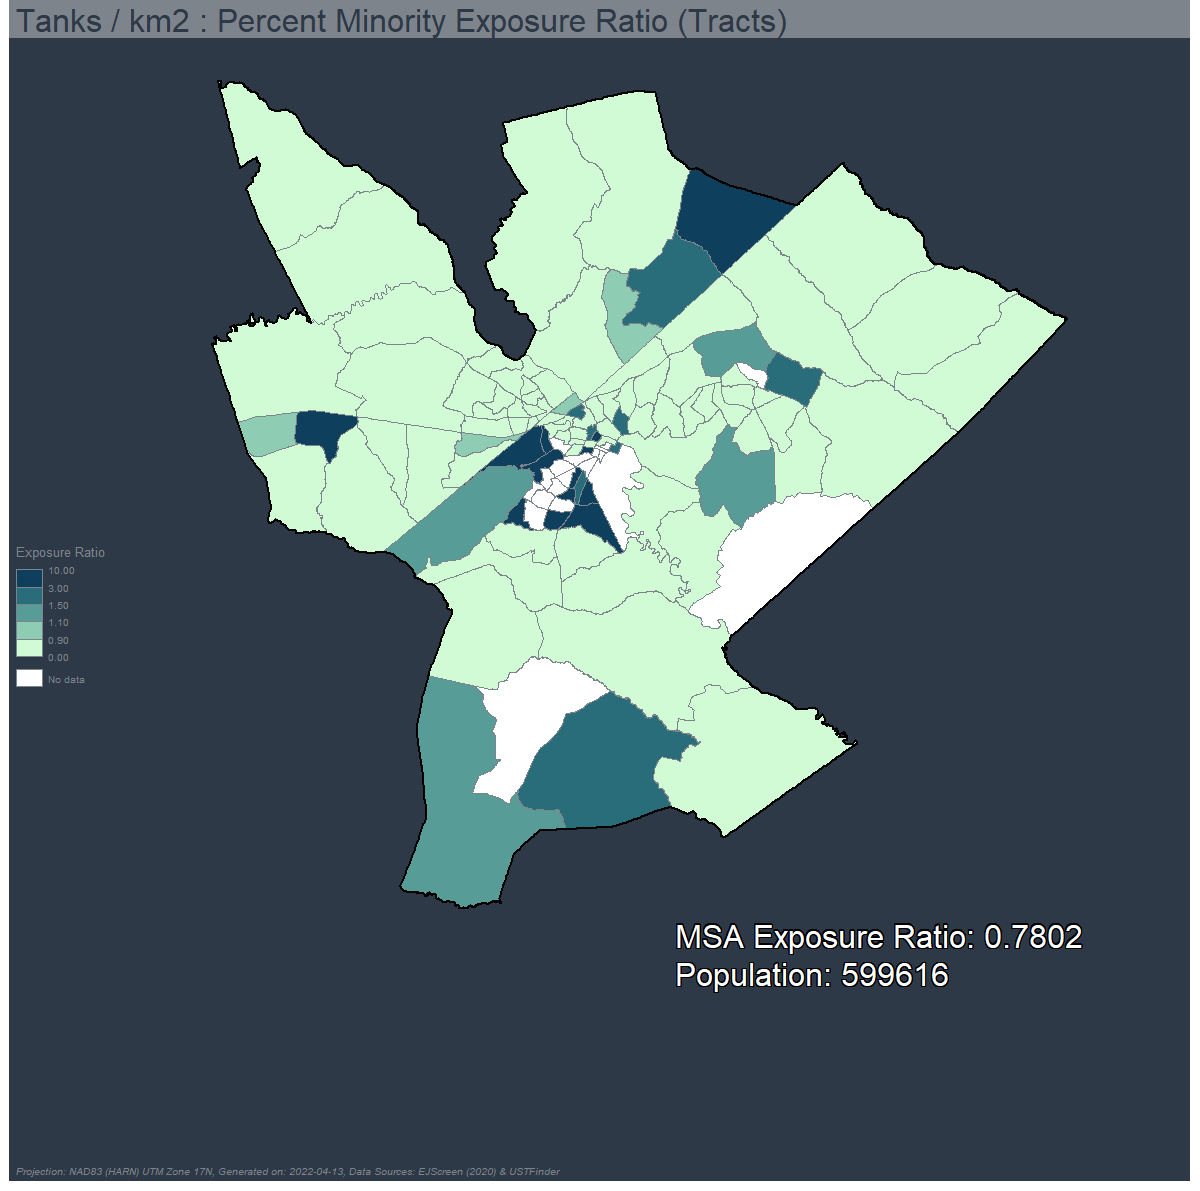 Tanks / km2 : Percent Minority Exposure Ratio (Tracts)
Exposure Ratio
10.00
3.00
1.50
1.10
0.90
0.00
No data
MSA Exposure Ratio: 0.7802
Population: 599616
Projection: NAD83 (HARN) UTM Zone 17N, Generated on: 2022-04-13, Data Sources: EJScreen (2020) & USTFinder